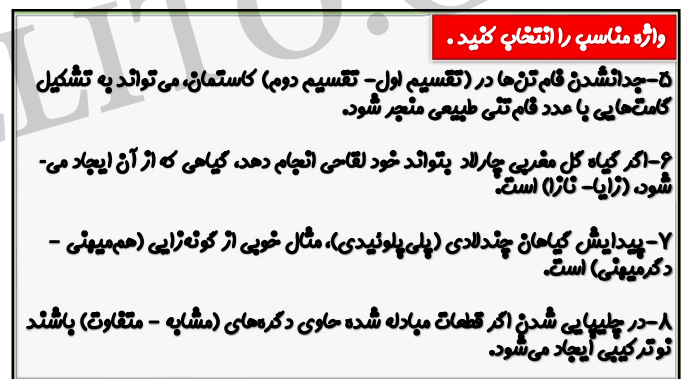 واژه مناسب را انتخاب کنید .
۵–جدانشدن فام تن‌ها در (تقسیم اول– تقسیم دوم) کاستمان، می تواند به تشکیل
کامت‌هایی با عدد فام تنی طبیعی منجر شود.
۶–اگر گیاه گل مغربی چارلاد بتواند خود لقاحی انجام دهد، گیاهی که از آن ایجاد می-
شود، (زایا– نازا) است.
۷–پیدایش گیاهان چندلادی (پلی‌پلوئیدی)، مثال خوبی از گونه‌زایی (هم‌میهنی –
دگرمیهنی) است.
۸–در چلیپایی شدن اگر قطعات مبادله شده حاوی دگره‌های (مشابه – متفاوت) باشند
نوترکیبی ایجاد می‌شود.